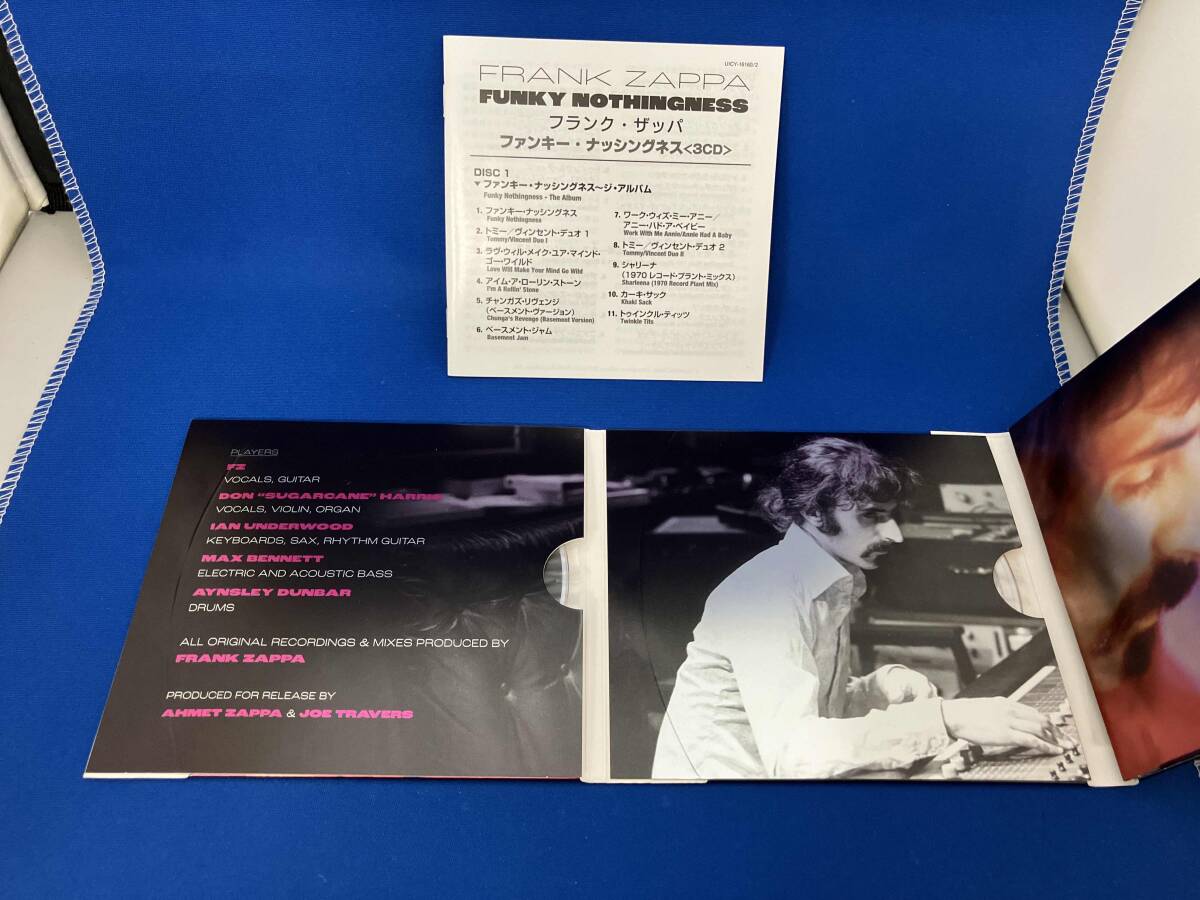 UICY-16160/2
FRANK ZAPPA
FUNKY NOTHINGNESS
フランク・ザッパ
ファンキー・ナッシングネス<3CD>
DISC 1
▼ファンキー・ナッシングネス~ジ・アルバム
Funky Nothingness - The Album
1. ファンキー・ナッシングネス
Funky Nothingness
2. トミー/ヴィンセント・デュオ 1
Tommy/Vincent Duo I
3. ラヴ・ウィル・メイク・ユア・マインド・
ゴー・ワイルド
Love Will Make Your Mind Go Wild
4. アイム・ア・ローリン・ストーン
I'm A Rollin' Stone
5. チャンガズ・リヴェンジ
(ベースメント・ヴァージョン)
Chunga's Revenge (Basement Version)
6. ベースメント・ジャム
Basement Jam
7. ワーク・ウィズ・ミー・アニー/
アニー・ハド・ア・ベイビー
Work With Me Annie/Annie Had A Baby
8. トミー/ヴィンセント・デュオ 2
Tommy/Vincent Duo II
9. シャリーナ
(1970 レコード・プラント・ミックス)
Sharleena (1970 Record Plant Mix)
10. カーキ・サック
Khaki Sack
11. トゥインクル・ティッツ
Twinkle Tits
PLAYERS
FZ
VOCALS, GUITAR
DON "SUGARCANE" HARRIS
VOCALS, VIOLIN, ORGAN
IAN UNDERWOOD
KEYBOARDS, SAX, RHYTHM GUITAR
MAX BENNETT
ELECTRIC AND ACOUSTIC BASS
AYNSLEY DUNBAR
DRUMS
ALL ORIGINAL RECORDINGS & MIXES PRODUCED BY
FRANK ZAPPA
PRODUCED FOR RELEASE BY
AHMET ZAPPA & JOE TRAVERS